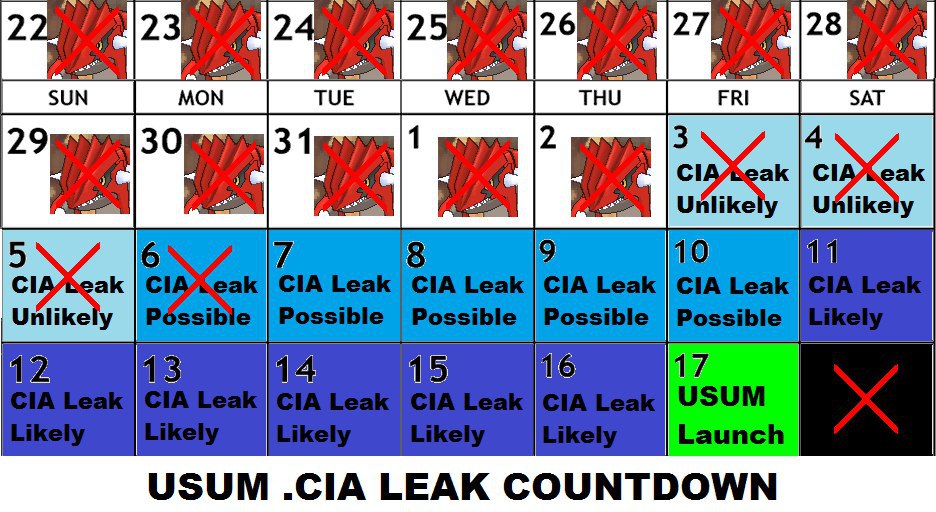 22 23 24 25 26 27 28
SUN MON TUE WED THU FRI SAT
29 30 31 1 2 3 4
CIA Leak CIA Leak
Unlikely Unlikely
5 6 7 8 9 10 11
CIA Leak CIA Leak CIA Leak CIA Leak CIA Leak CIA Leak CIA Leak
Unlikely Possible Possible Possible Possible Possible Likely
12 13 14 15 16 17
CIA Leak CIA Leak CIA Leak CIA Leak CIA Leak USUM
Likely Likely Likely Likely Likely Launch
USUM .CIA LEAK COUNTDOWN